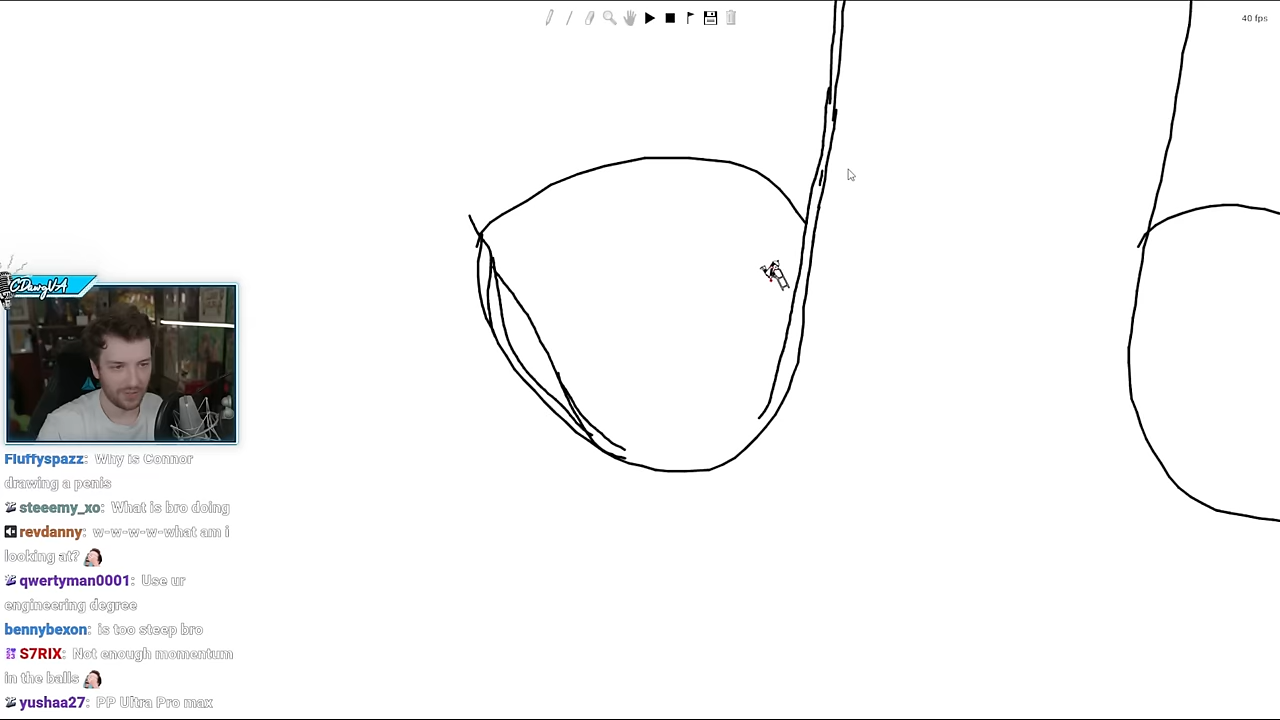 40 fps
CDawgVA
Fluffyspazz: Why is Connor
drawing a penis
steeemy_xo: What is bro doing
revdanny: w-w-w-w-what am i
looking at?
qwertyman0001: Use ur
engineering degree
bennybexon: is too steep bro
S7RIX: Not enough momentum
in the balls
yushaa27: PP Ultra Pro max